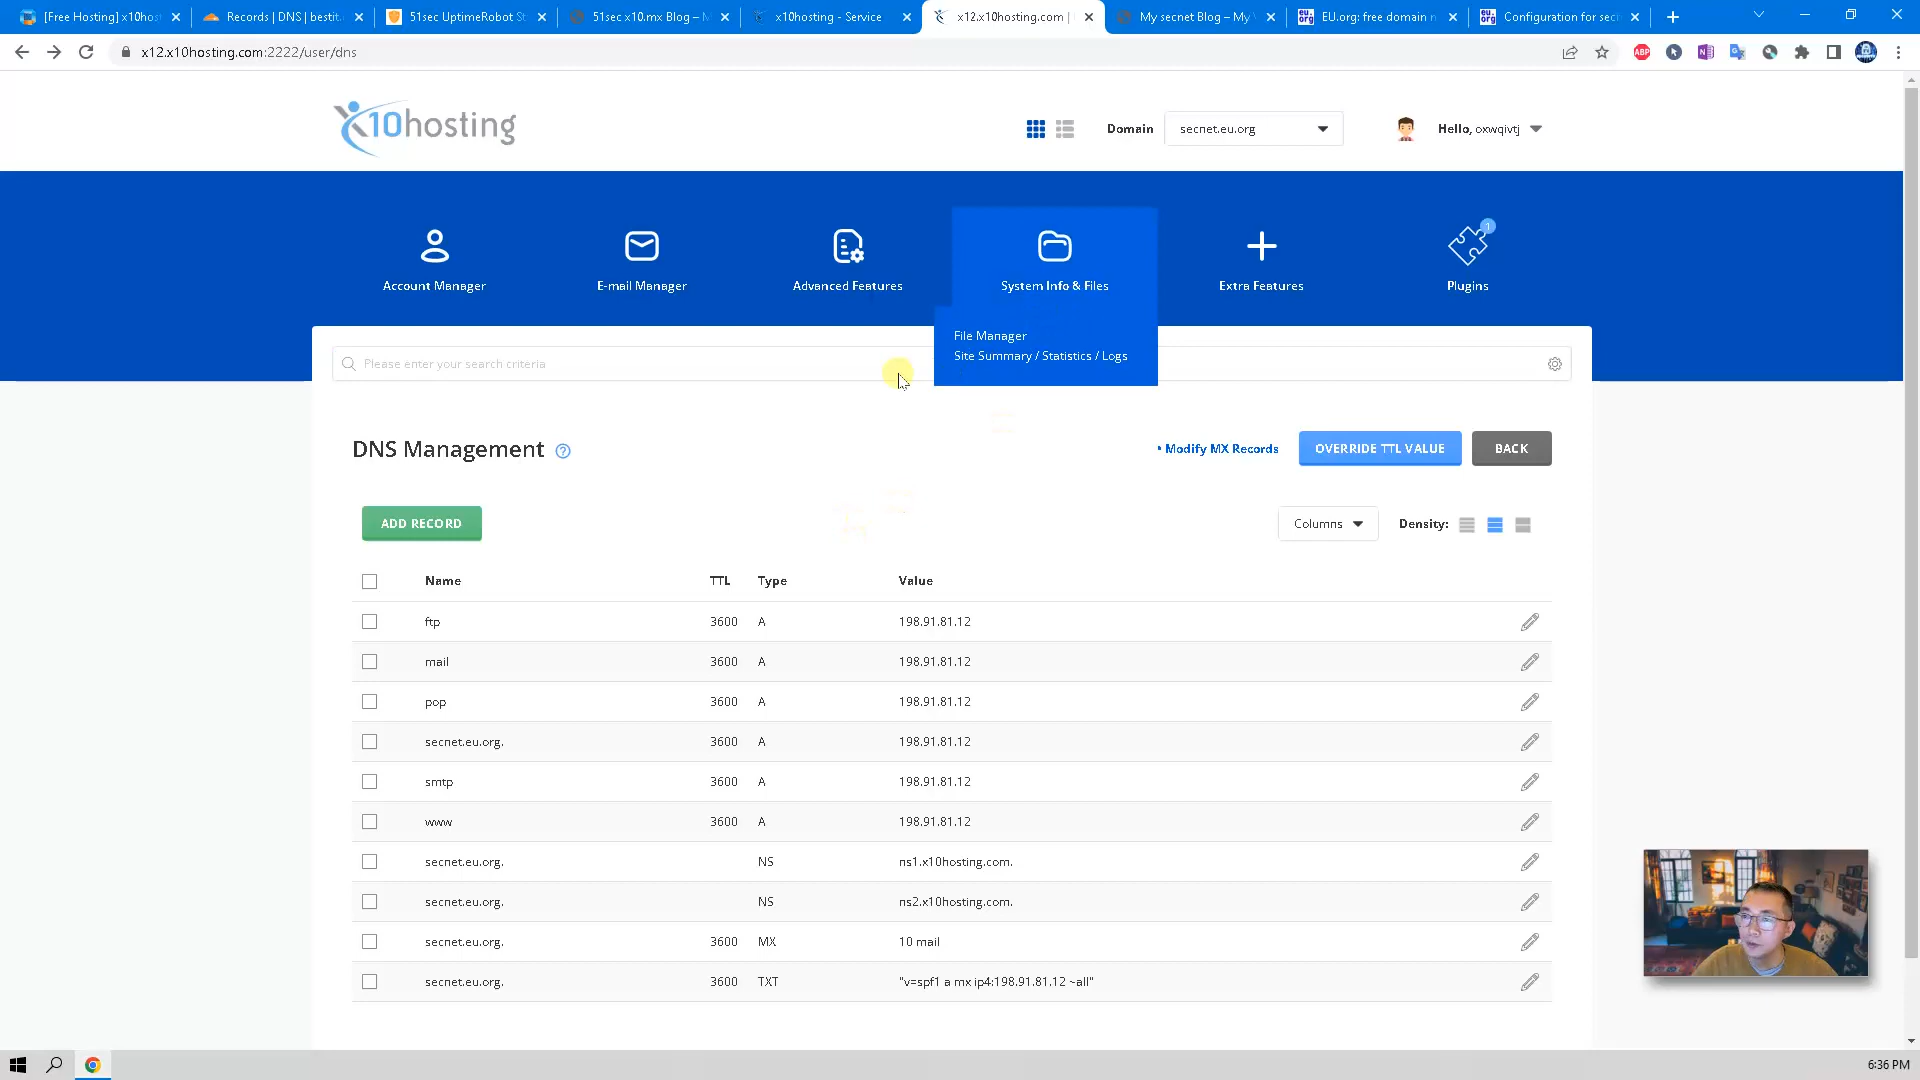 [Free Hosting] x10hos
Records | DNS | bestit.
51sec UptimeRobot St
51sec x10.mx Blog – M
x10hosting - Service
x12.x10hosting.com |
My secnet Blog – My
EU.org: free domain n
Configuration for secn
x12.x10hosting.com:2222/user/dns
x10hosting
Domain
secnet.eu.org
Hello, oxwqivtj
1
Account Manager
E-mail Manager
Advanced Features
System Info & Files
Extra Features
Plugins
File Manager
Site Summary / Statistics / Logs
Please enter your search criteria
DNS Management
• Modify MX Records
OVERRIDE TTL VALUE
BACK
ADD RECORD
Columns
Density:
Name TTL Type Value
ftp 3600 A 198.91.81.12
mail 3600 A 198.91.81.12
pop 3600 A 198.91.81.12
secnet.eu.org. 3600 A 198.91.81.12
smtp 3600 A 198.91.81.12
www 3600 A 198.91.81.12
secnet.eu.org. NS ns1.x10hosting.com.
secnet.eu.org. NS ns2.x10hosting.com.
secnet.eu.org. 3600 MX 10 mail
secnet.eu.org. 3600 TXT "v=spf1 a mx ip4:198.91.81.12 ~all"
6:36 PM